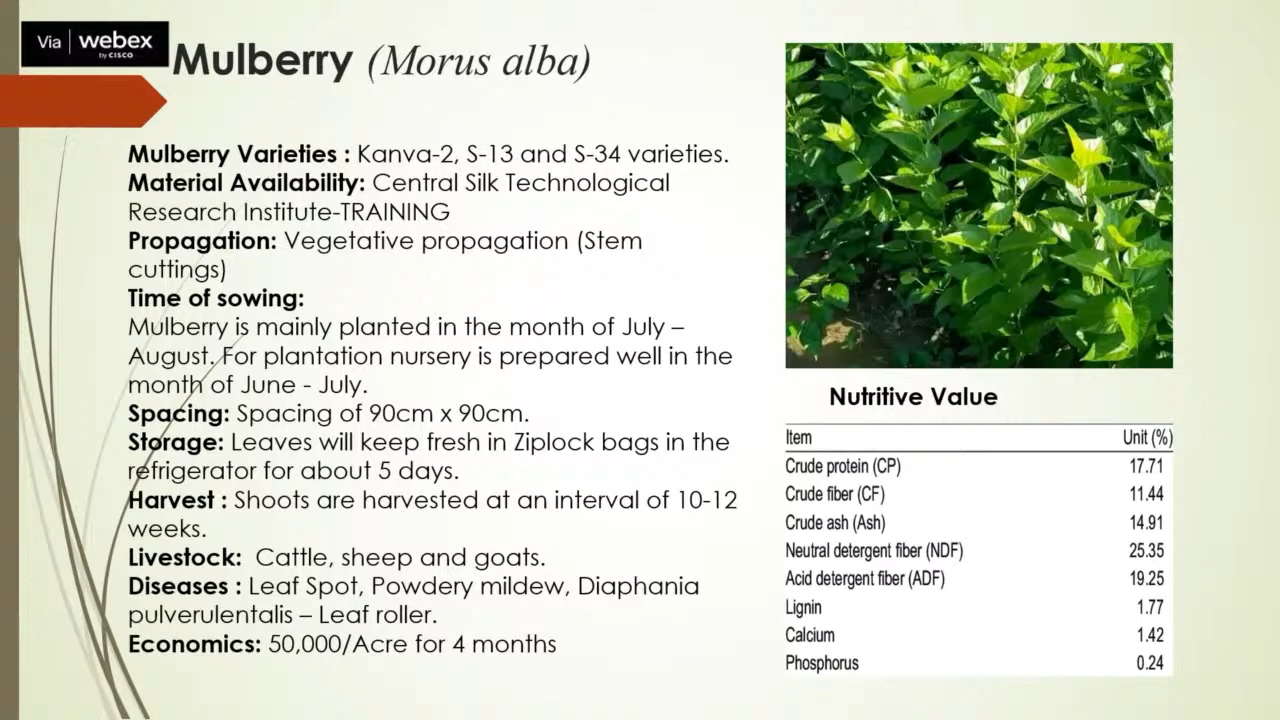 Via webex
by CISCO
Mulberry (Morus alba)
Mulberry Varieties : Kanva-2, S-13 and S-34 varieties.
Material Availability: Central Silk Technological
Research Institute-TRAINING
Propagation: Vegetative propagation (Stem
cuttings)
Time of sowing:
Mulberry is mainly planted in the month of July –
August. For plantation nursery is prepared well in the
month of June - July.
Spacing: Spacing of 90cm x 90cm.
Storage: Leaves will keep fresh in Ziplock bags in the
refrigerator for about 5 days.
Harvest : Shoots are harvested at an interval of 10-12
weeks.
Livestock: Cattle, sheep and goats.
Diseases : Leaf Spot, Powdery mildew, Diaphania
pulverulentalis – Leaf roller.
Economics: 50,000/Acre for 4 months
Nutritive Value
Item Unit (%)
Crude protein (CP) 17.71
Crude fiber (CF) 11.44
Crude ash (Ash) 14.91
Neutral detergent fiber (NDF) 25.35
Acid detergent fiber (ADF) 19.25
Lignin 1.77
Calcium 1.42
Phosphorus 0.24